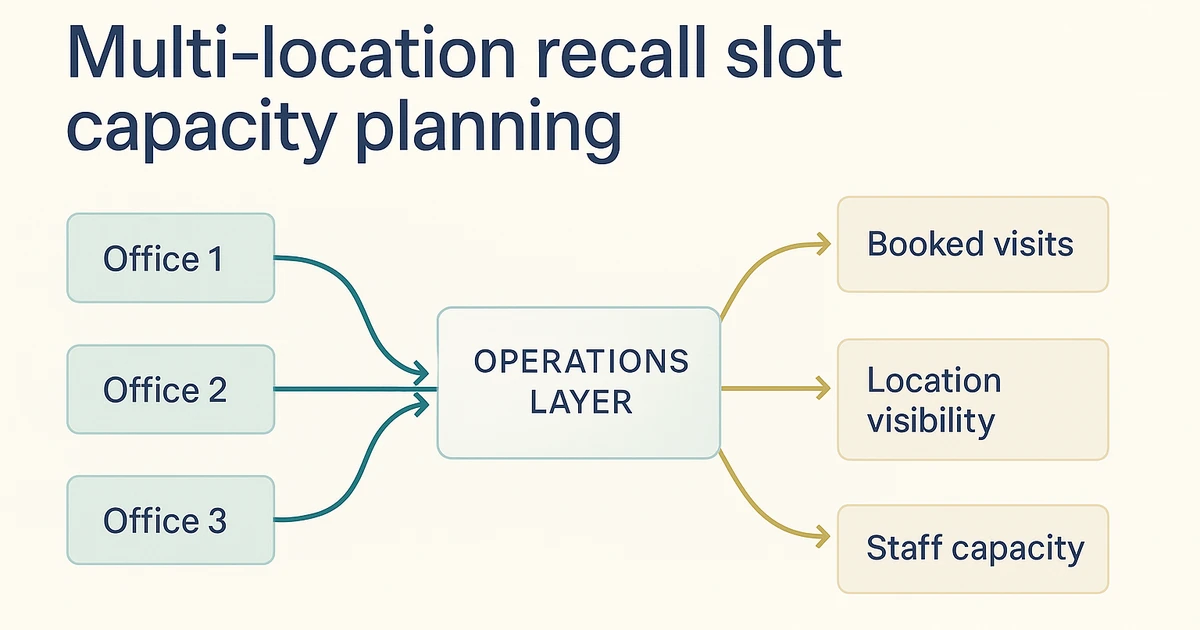 Multi-location recall slot
capacity planning
Office 1
Office 2
Office 3
OPERATIONS
LAYER
Booked visits
Location
visibility
Staff capacity